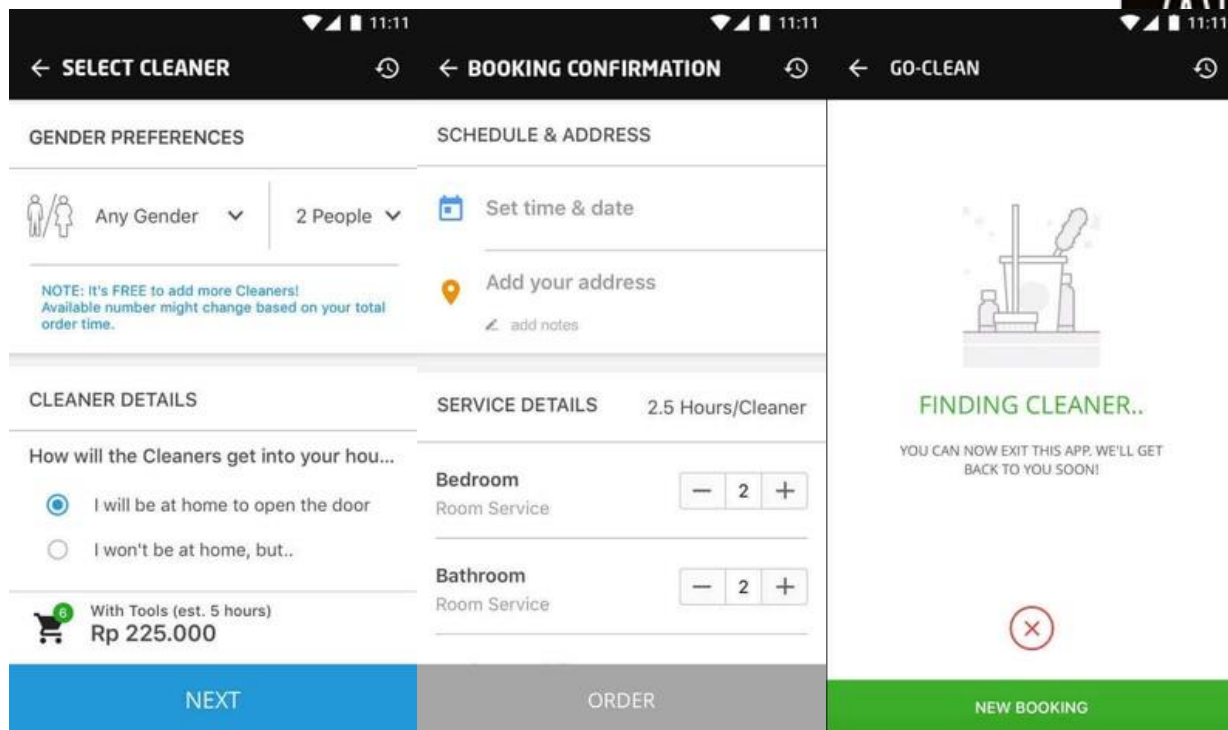 11:11
SELECT CLEANER
GENDER PREFERENCES
Any Gender
2 People
NOTE: It's FREE to add more Cleaners!
Available number might change based on your total
order time.
CLEANER DETAILS
How will the Cleaners get into your hou...
I will be at home to open the door
I won't be at home, but..
6
With Tools (est. 5 hours)
Rp 225.000
NEXT
11:11
BOOKING CONFIRMATION
SCHEDULE & ADDRESS
Set time & date
Add your address
add notes
SERVICE DETAILS
2.5 Hours/Cleaner
Bedroom
Room Service
— 2 +
Bathroom
Room Service
— 2 +
ORDER
11:11
GO-CLEAN
FINDING CLEANER..
YOU CAN NOW EXIT THIS APP. WE'LL GET
BACK TO YOU SOON!
NEW BOOKING